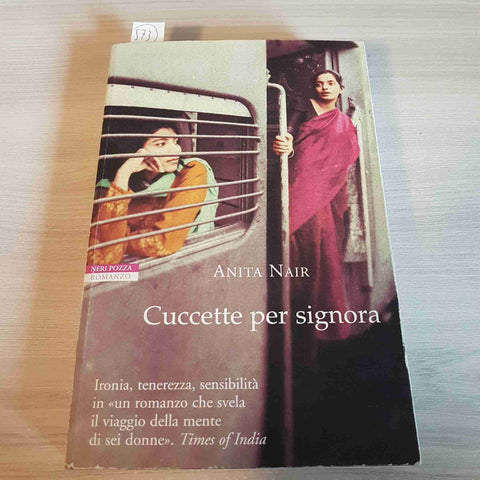 573
NERI POZZA
ROMANZO
ANITA NAIR
Cuccette per signora
Ironia, tenerezza, sensibilità
in «un romanzo che svela
il viaggio della mente
di sei donne». Times of India